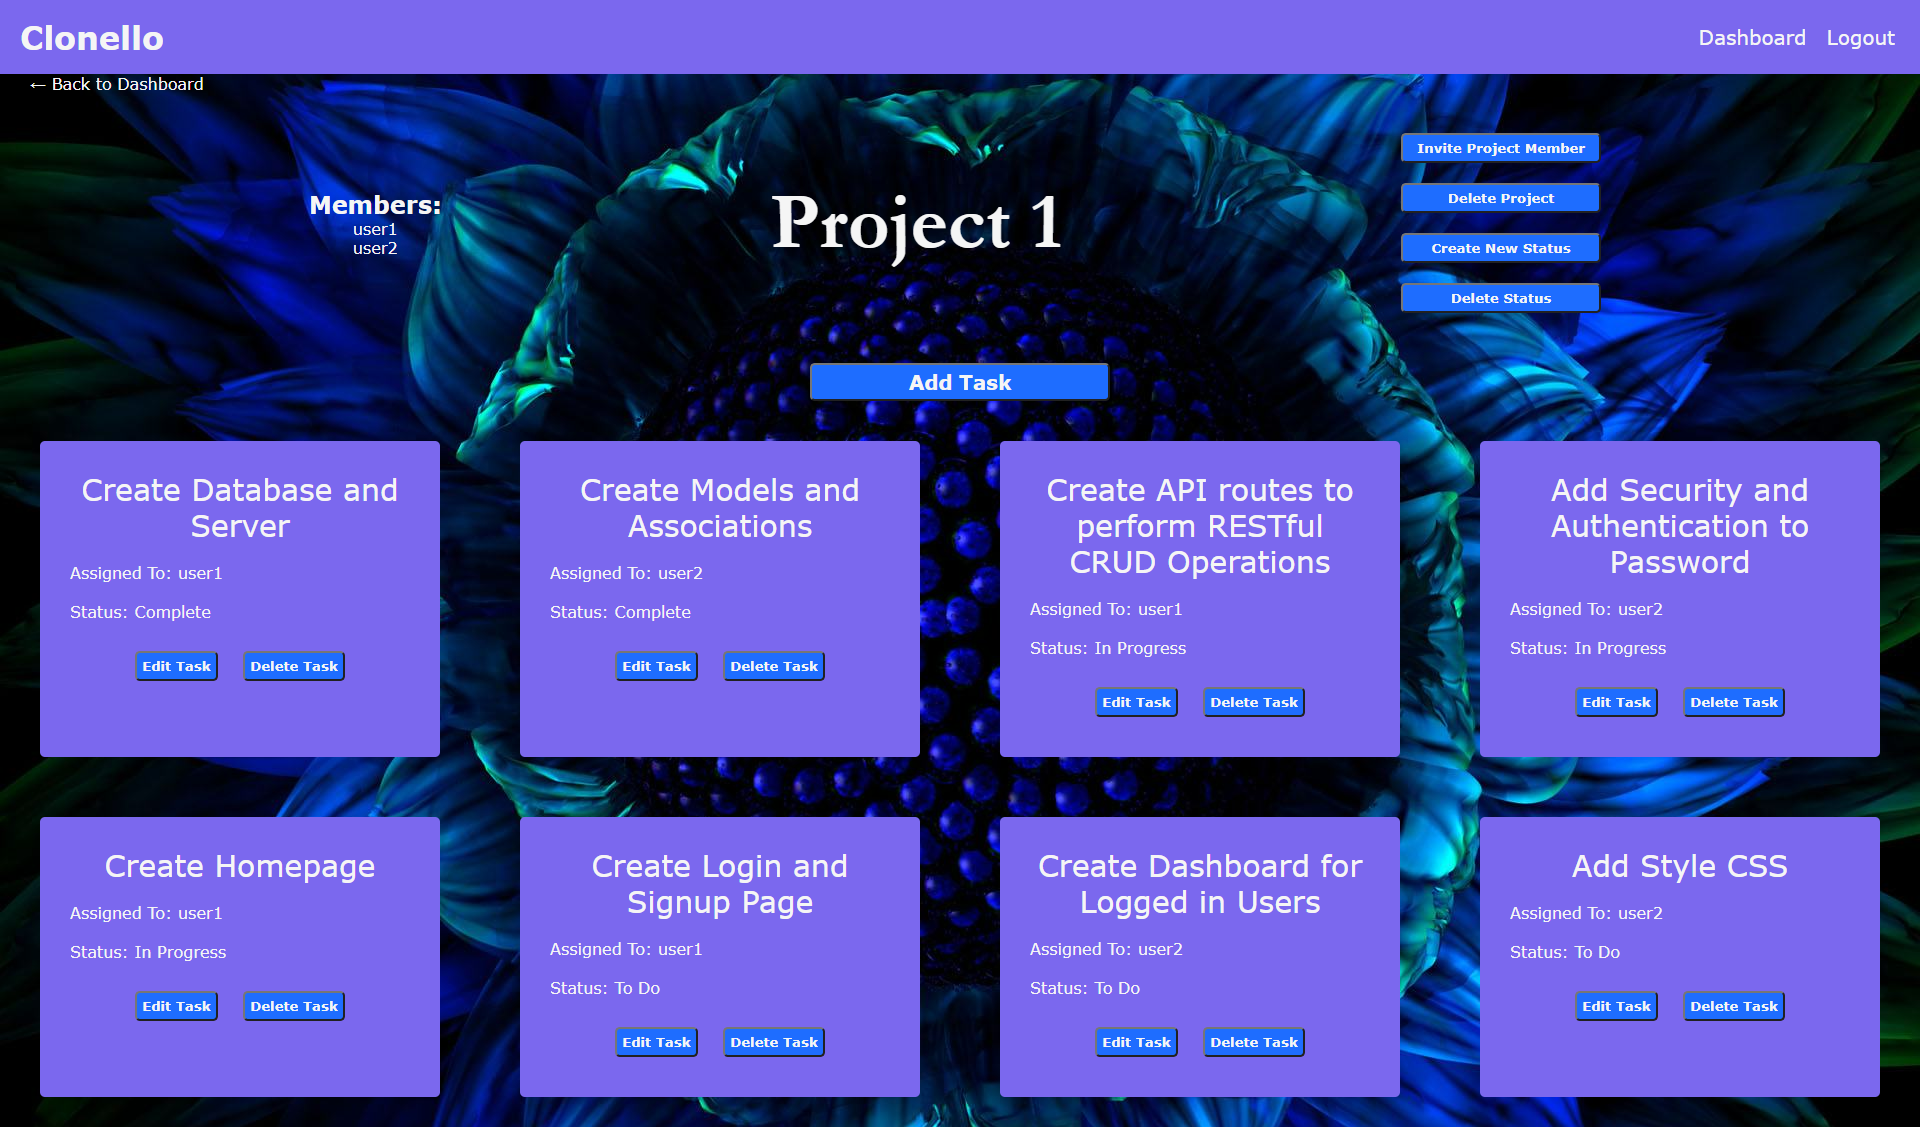 Clonello
Dashboard Logout
← Back to Dashboard
Members:
user1
user2
Project 1
Invite Project Member
Delete Project
Create New Status
Delete Status
Add Task
Create Database and
Server
Assigned To: user1
Status: Complete
Edit Task Delete Task
Create Models and
Associations
Assigned To: user2
Status: Complete
Edit Task Delete Task
Create API routes to
perform RESTful
CRUD Operations
Assigned To: user1
Status: In Progress
Edit Task Delete Task
Add Security and
Authentication to
Password
Assigned To: user2
Status: In Progress
Edit Task Delete Task
Create Homepage
Assigned To: user1
Status: In Progress
Edit Task Delete Task
Create Login and
Signup Page
Assigned To: user1
Status: To Do
Edit Task Delete Task
Create Dashboard for
Logged in Users
Assigned To: user2
Status: To Do
Edit Task Delete Task
Add Style CSS
Assigned To: user2
Status: To Do
Edit Task Delete Task